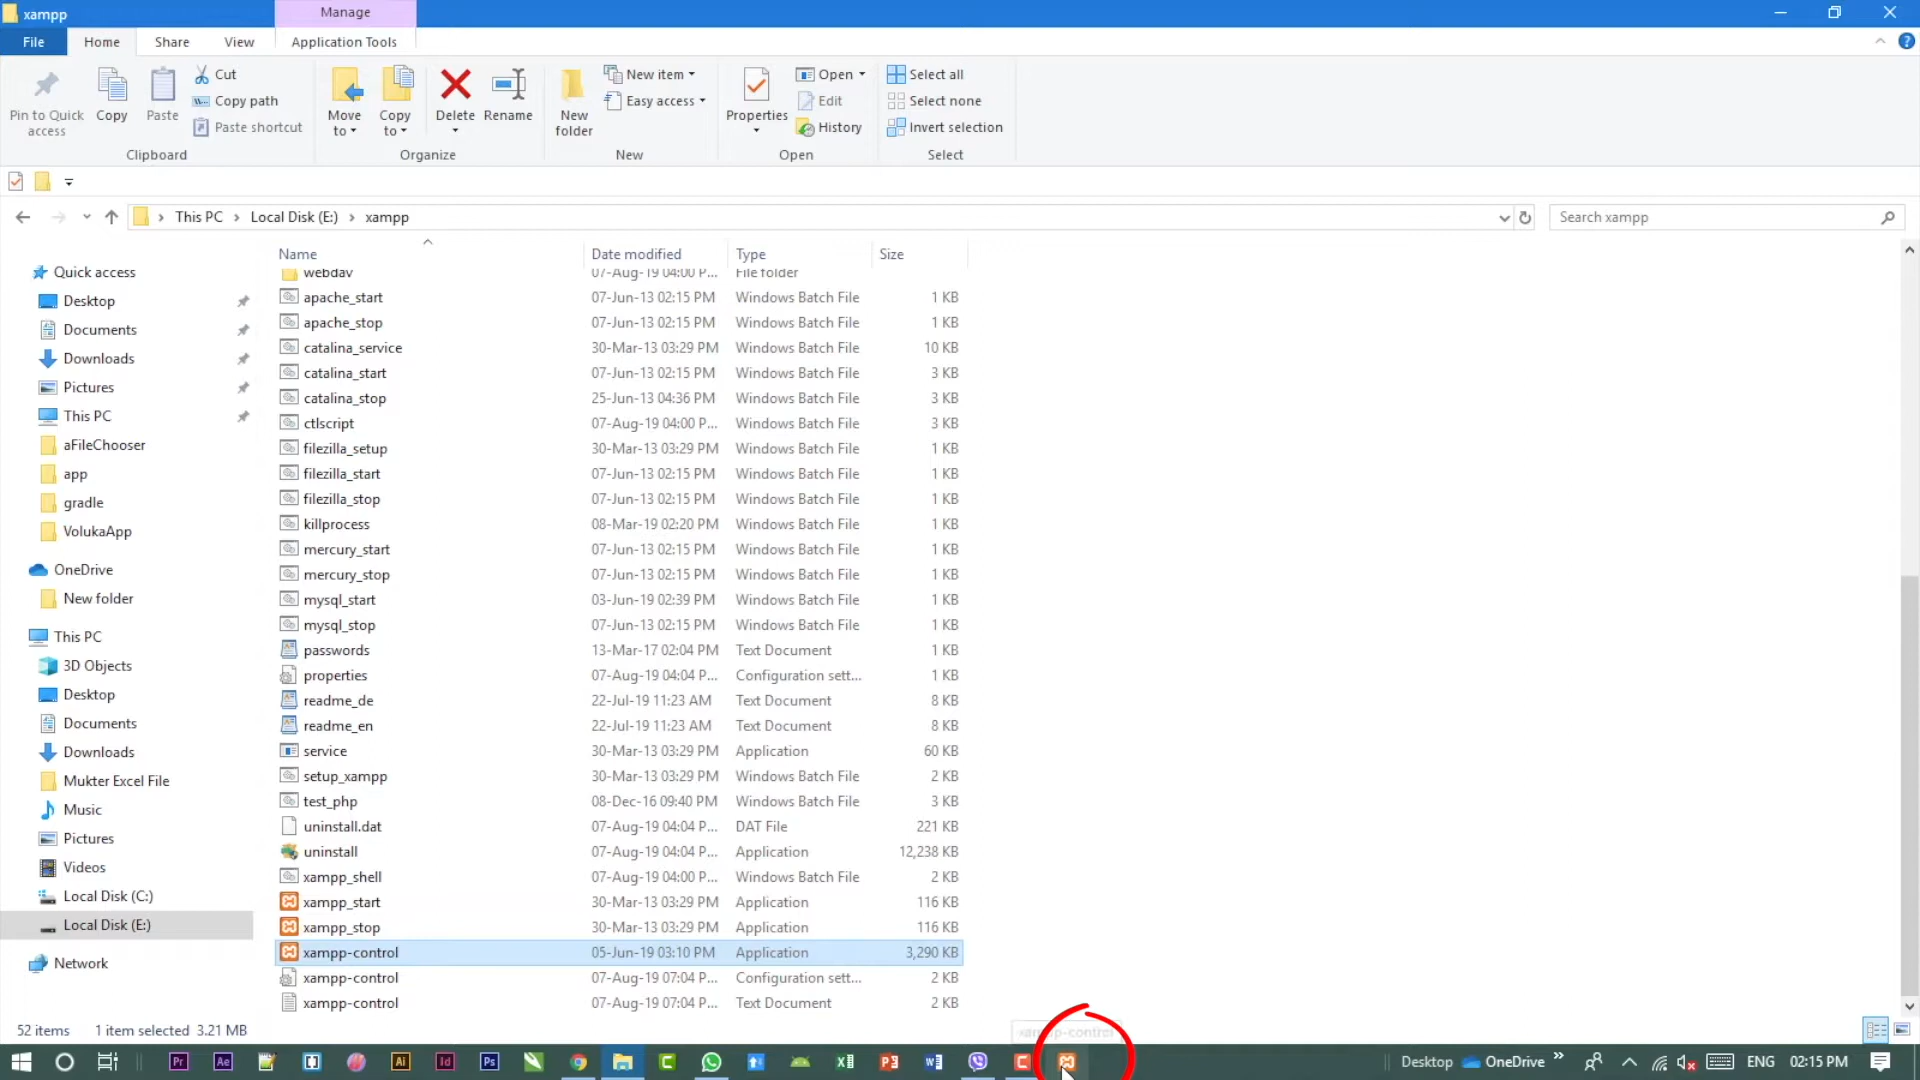 xampp
Manage
File
Home
Share
View
Application Tools
Pin to Quick access
Copy
Paste
Cut
Copy path
Paste shortcut
Clipboard
Move to
Copy to
Delete
Rename
Organize
New folder
New item
Easy access
New
Properties
Open
Edit
History
Open
Select all
Select none
Invert selection
Select
This PC > Local Disk (E:) > xampp
Search xampp
Name Date modified Type Size
webdav 07-Aug-19 04:00 P... File folder
apache_start 07-Jun-13 02:15 PM Windows Batch File 1 KB
apache_stop 07-Jun-13 02:15 PM Windows Batch File 1 KB
catalina_service 30-Mar-13 03:29 PM Windows Batch File 10 KB
catalina_start 07-Jun-13 02:15 PM Windows Batch File 3 KB
catalina_stop 25-Jun-13 04:36 PM Windows Batch File 3 KB
ctlscript 07-Aug-19 04:00 P... Windows Batch File 3 KB
filezilla_setup 30-Mar-13 03:29 PM Windows Batch File 1 KB
filezilla_start 07-Jun-13 02:15 PM Windows Batch File 1 KB
filezilla_stop 07-Jun-13 02:15 PM Windows Batch File 1 KB
killprocess 08-Mar-19 02:20 PM Windows Batch File 1 KB
mercury_start 07-Jun-13 02:15 PM Windows Batch File 1 KB
mercury_stop 07-Jun-13 02:15 PM Windows Batch File 1 KB
mysql_start 03-Jun-19 02:39 PM Windows Batch File 1 KB
mysql_stop 07-Jun-13 02:15 PM Windows Batch File 1 KB
passwords 13-Mar-17 02:04 PM Text Document 1 KB
properties 07-Aug-19 04:04 P... Configuration sett... 1 KB
readme_de 22-Jul-19 11:23 AM Text Document 8 KB
readme_en 22-Jul-19 11:23 AM Text Document 8 KB
service 30-Mar-13 03:29 PM Application 60 KB
setup_xampp 30-Mar-13 03:29 PM Windows Batch File 2 KB
test_php 08-Dec-16 09:40 PM Windows Batch File 3 KB
uninstall.dat 07-Aug-19 04:04 P... DAT File 221 KB
uninstall 07-Aug-19 04:04 P... Application 12,238 KB
xampp_shell 07-Aug-19 04:00 P... Windows Batch File 2 KB
xampp_start 30-Mar-13 03:29 PM Application 116 KB
xampp_stop 30-Mar-13 03:29 PM Application 116 KB
xampp-control 05-Jun-19 03:10 PM Application 3,290 KB
xampp-control 07-Aug-19 07:04 P... Configuration sett... 2 KB
xampp-control 07-Aug-19 07:04 P... Text Document 2 KB
Quick access
Desktop
Documents
Downloads
Pictures
This PC
aFileChooser
app
gradle
VolukaApp
OneDrive
New folder
This PC
3D Objects
Desktop
Documents
Downloads
Mukter Excel File
Music
Pictures
Videos
Local Disk (C:)
Local Disk (E:)
Network
52 items 1 item selected 3.21 MB
xampp-control
Pr
Ae
Ai
Id
Ps
Desktop
OneDrive
ENG
02:15 PM